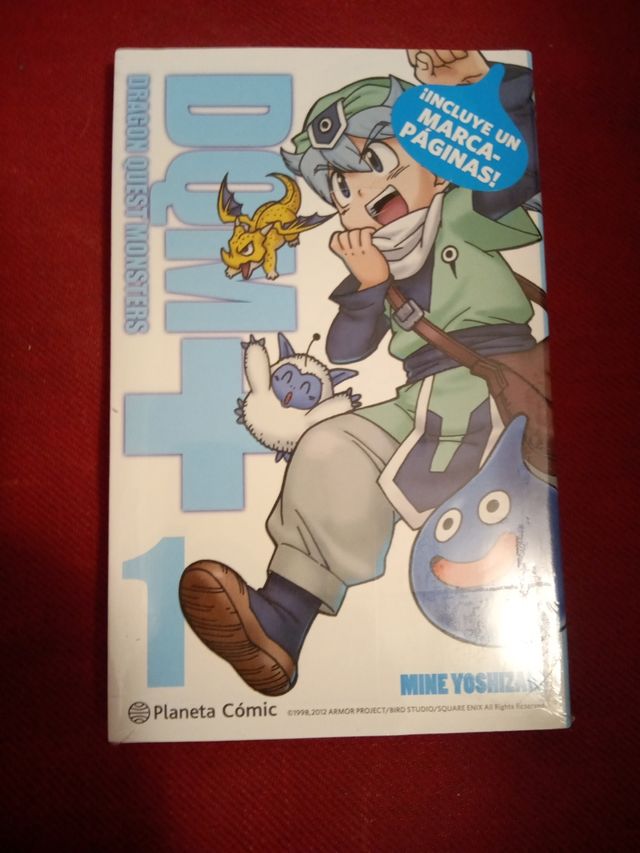 ¡INCLUYE UN
MARCA-
PÁGINAS!
DQM+
DRAGON QUEST MONSTERS
1
MINE
Planeta Cómic
©1998, 2012 ARMOR PROJECT/BIRD STUDIO/SQUARE ENIX All Rights Reserved